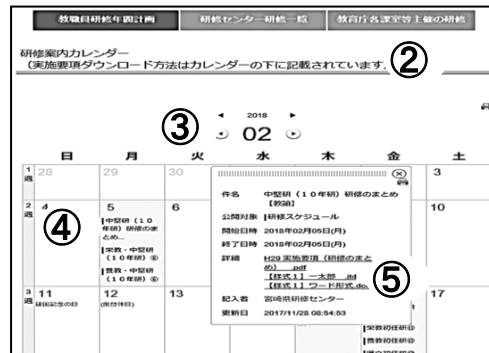 教職員研修年間計画
研修センター研修一覧
教育庁各課室等主催の研修
研修案内カレンダー
(実施要項ダウンロード方法はカレンダーの下に記載されています.
②
③
◀ 2018 ▶
02
日 月 火 水 木 金 土
1週 28 29 30 3
件名 中堅研(10年研)研修のまとめ
【教諭】
公開対象 研修スケジュール
開始日時 2018年02月05日(月)
終了日時 2018年02月05日(月)
詳細 H29 実施要項(研修のまと
め) .pdf
【様式1】一太郎 .jtd
【様式1】ワード形式.do
⑤
記入者 宮崎県研修センター
更新日 2017/11/28 08:54:53
2週 4 5 6 10
④
中堅研(10
年研)研修のま
とめ...
栄教・中堅研
(10年研)⑥
養教・中堅研
(10年研)⑥
3週 11 12 13 17
建国記念の日
(振替休日)
栄教初任研⑬
養教初任研⑬